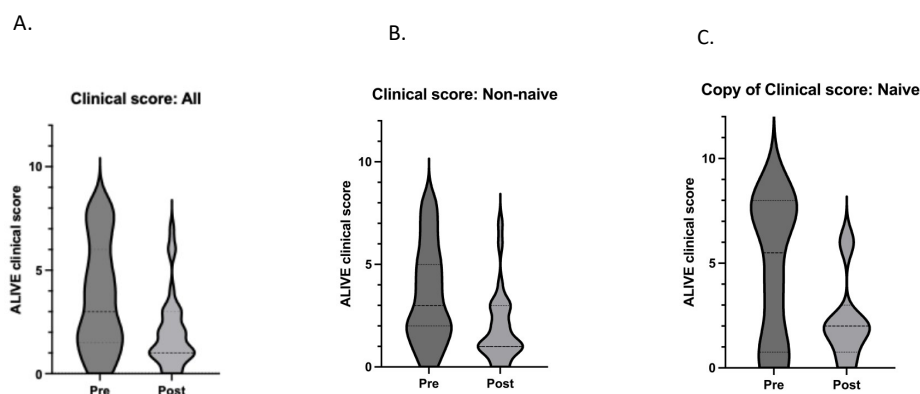 A.
Clinical score: All
ALIVE clinical score
10
5
0
Pre
Post
B.
Clinical score: Non-naive
ALIVE clinical score
10
5
0
Pre
Post
C.
Copy of Clinical score: Naive
ALIVE clinical score
10
5
0
Pre
Post